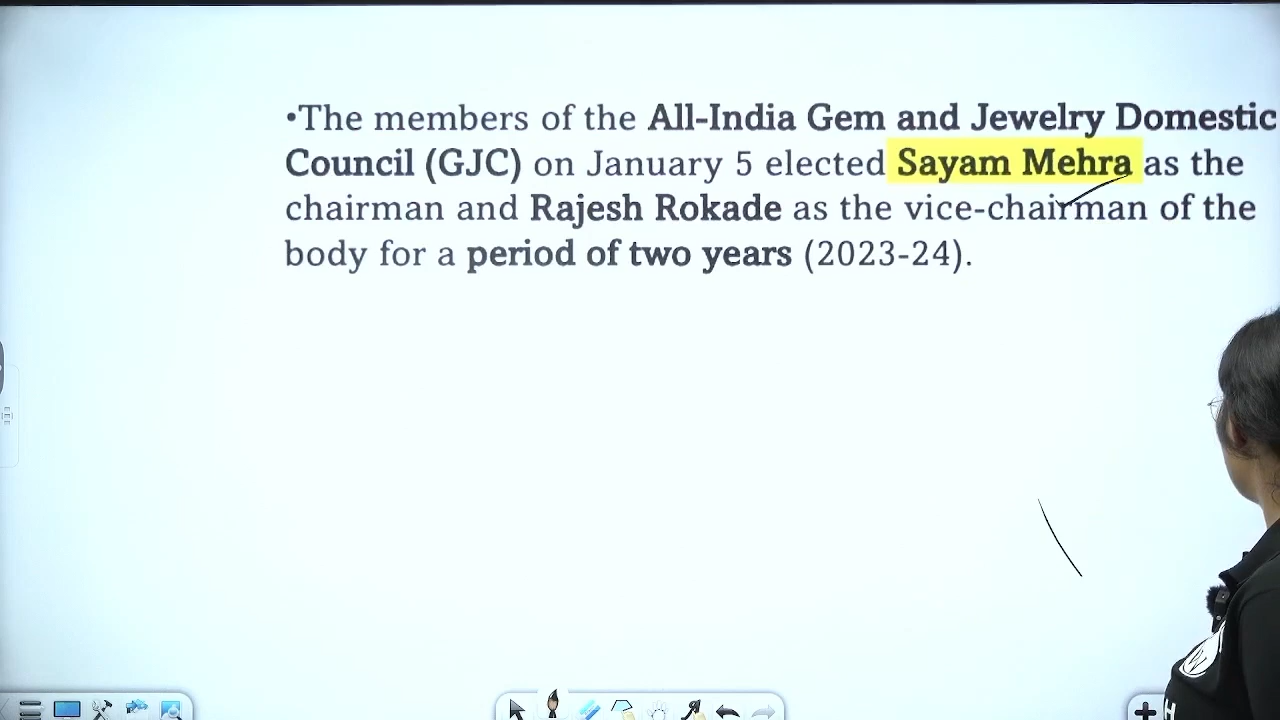 •The members of the All-India Gem and Jewelry Domestic
Council (GJC) on January 5 elected Sayam Mehra as the
chairman and Rajesh Rokade as the vice-chairman of the
body for a period of two years (2023-24).